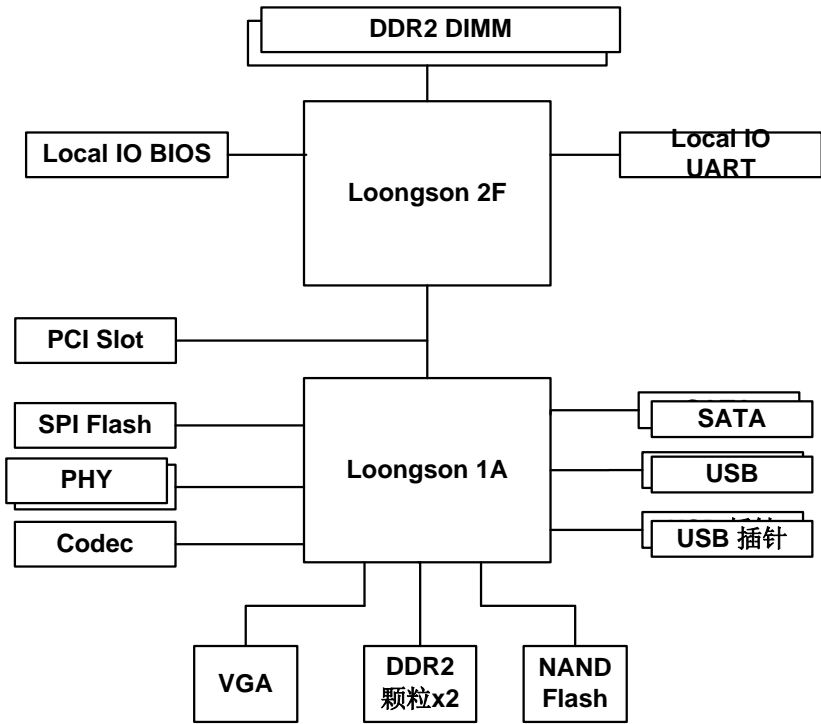 DDR2 DIMM
Local IO BIOS
Loongson 2F
Local IO
UART
PCI Slot
SPI Flash
Loongson 1A
SATA
PHY
USB
Codec
USB 插针
VGA
DDR2
颗粒x2
NAND
Flash